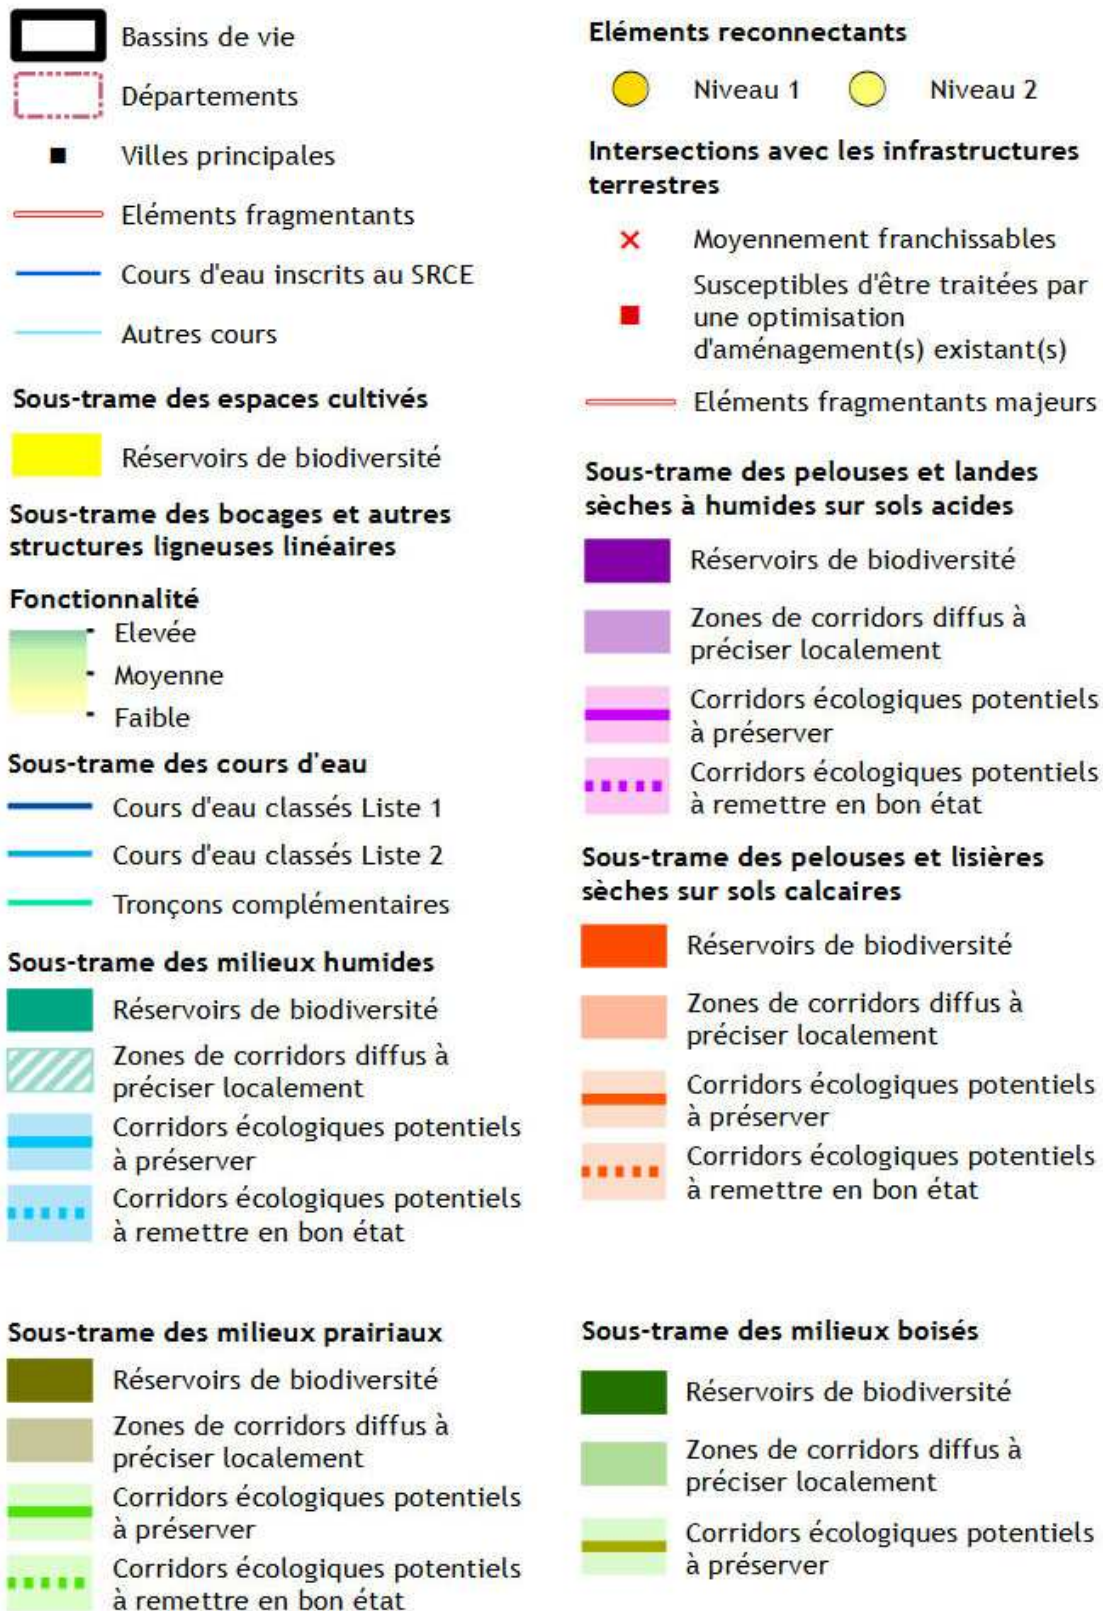 Bassins de vie
Départements
Villes principales
Eléments fragmentants
Cours d'eau inscrits au SRCE
Autres cours
Sous-trame des espaces cultivés
Réservoirs de biodiversité
Sous-trame des bocages et autres
structures ligneuses linéaires
Fonctionnalité
Elevée
Moyenne
Faible
Sous-trame des cours d'eau
Cours d'eau classés Liste 1
Cours d'eau classés Liste 2
Tronçons complémentaires
Sous-trame des milieux humides
Réservoirs de biodiversité
Zones de corridors diffus à
préciser localement
Corridors écologiques potentiels
à préserver
Corridors écologiques potentiels
à remettre en bon état
Sous-trame des milieux prairiaux
Réservoirs de biodiversité
Zones de corridors diffus à
préciser localement
Corridors écologiques potentiels
à préserver
Corridors écologiques potentiels
à remettre en bon état
Eléments reconnectants
Niveau 1 Niveau 2
Intersections avec les infrastructures
terrestres
Moyennement franchissables
Susceptibles d'être traitées par
une optimisation
d'aménagement(s) existant(s)
Eléments fragmentants majeurs
Sous-trame des pelouses et landes
sèches à humides sur sols acides
Réservoirs de biodiversité
Zones de corridors diffus à
préciser localement
Corridors écologiques potentiels
à préserver
Corridors écologiques potentiels
à remettre en bon état
Sous-trame des pelouses et lisières
sèches sur sols calcaires
Réservoirs de biodiversité
Zones de corridors diffus à
préciser localement
Corridors écologiques potentiels
à préserver
Corridors écologiques potentiels
à remettre en bon état
Sous-trame des milieux boisés
Réservoirs de biodiversité
Zones de corridors diffus à
préciser localement
Corridors écologiques potentiels
à préserver